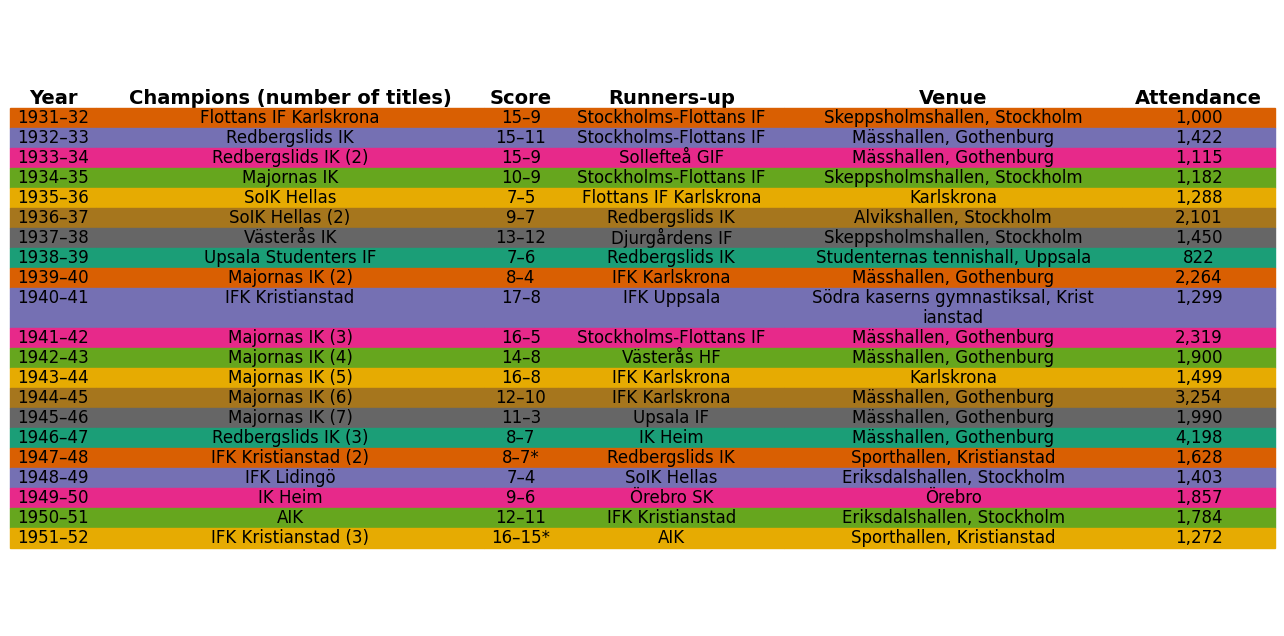 Year Champions (number of titles) Score Runners-up Venue Attendance
1931–32 Flottans IF Karlskrona 15–9 Stockholms-Flottans IF Skeppsholmshallen, Stockholm 1,000
1932–33 Redbergslids IK 15–11 Stockholms-Flottans IF Mässhallen, Gothenburg 1,422
1933–34 Redbergslids IK (2) 15–9 Sollefteå GIF Mässhallen, Gothenburg 1,115
1934–35 Majornas IK 10–9 Stockholms-Flottans IF Skeppsholmshallen, Stockholm 1,182
1935–36 SoIK Hellas 7–5 Flottans IF Karlskrona Karlskrona 1,288
1936–37 SoIK Hellas (2) 9–7 Redbergslids IK Alvikshallen, Stockholm 2,101
1937–38 Västerås IK 13–12 Djurgårdens IF Skeppsholmshallen, Stockholm 1,450
1938–39 Upsala Studenters IF 7–6 Redbergslids IK Studenternas tennishall, Uppsala 822
1939–40 Majornas IK (2) 8–4 IFK Karlskrona Mässhallen, Gothenburg 2,264
1940–41 IFK Kristianstad 17–8 IFK Uppsala Södra kaserns gymnastiksal, Krist 1,299
ianstad
1941–42 Majornas IK (3) 16–5 Stockholms-Flottans IF Mässhallen, Gothenburg 2,319
1942–43 Majornas IK (4) 14–8 Västerås HF Mässhallen, Gothenburg 1,900
1943–44 Majornas IK (5) 16–8 IFK Karlskrona Karlskrona 1,499
1944–45 Majornas IK (6) 12–10 IFK Karlskrona Mässhallen, Gothenburg 3,254
1945–46 Majornas IK (7) 11–3 Upsala IF Mässhallen, Gothenburg 1,990
1946–47 Redbergslids IK (3) 8–7 IK Heim Mässhallen, Gothenburg 4,198
1947–48 IFK Kristianstad (2) 8–7* Redbergslids IK Sporthallen, Kristianstad 1,628
1948–49 IFK Lidingö 7–4 SoIK Hellas Eriksdalshallen, Stockholm 1,403
1949–50 IK Heim 9–6 Örebro SK Örebro 1,857
1950–51 AIK 12–11 IFK Kristianstad Eriksdalshallen, Stockholm 1,784
1951–52 IFK Kristianstad (3) 16–15* AIK Sporthallen, Kristianstad 1,272